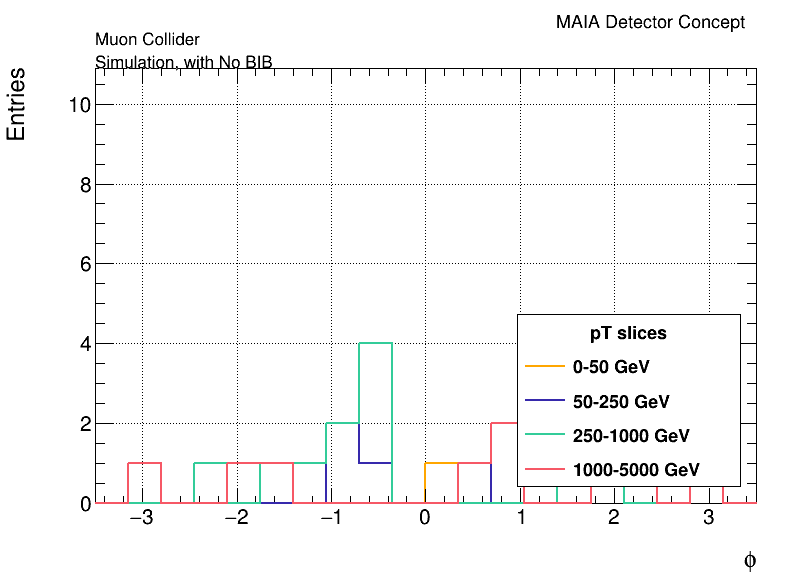 MAIA Detector Concept
Muon Collider
Simulation, with No BIB
Entries
10
8
6
4
2
0
pT slices
0-50 GeV
50-250 GeV
250-1000 GeV
1000-5000 GeV
−3 −2 −1 0 1 2 3
ϕ